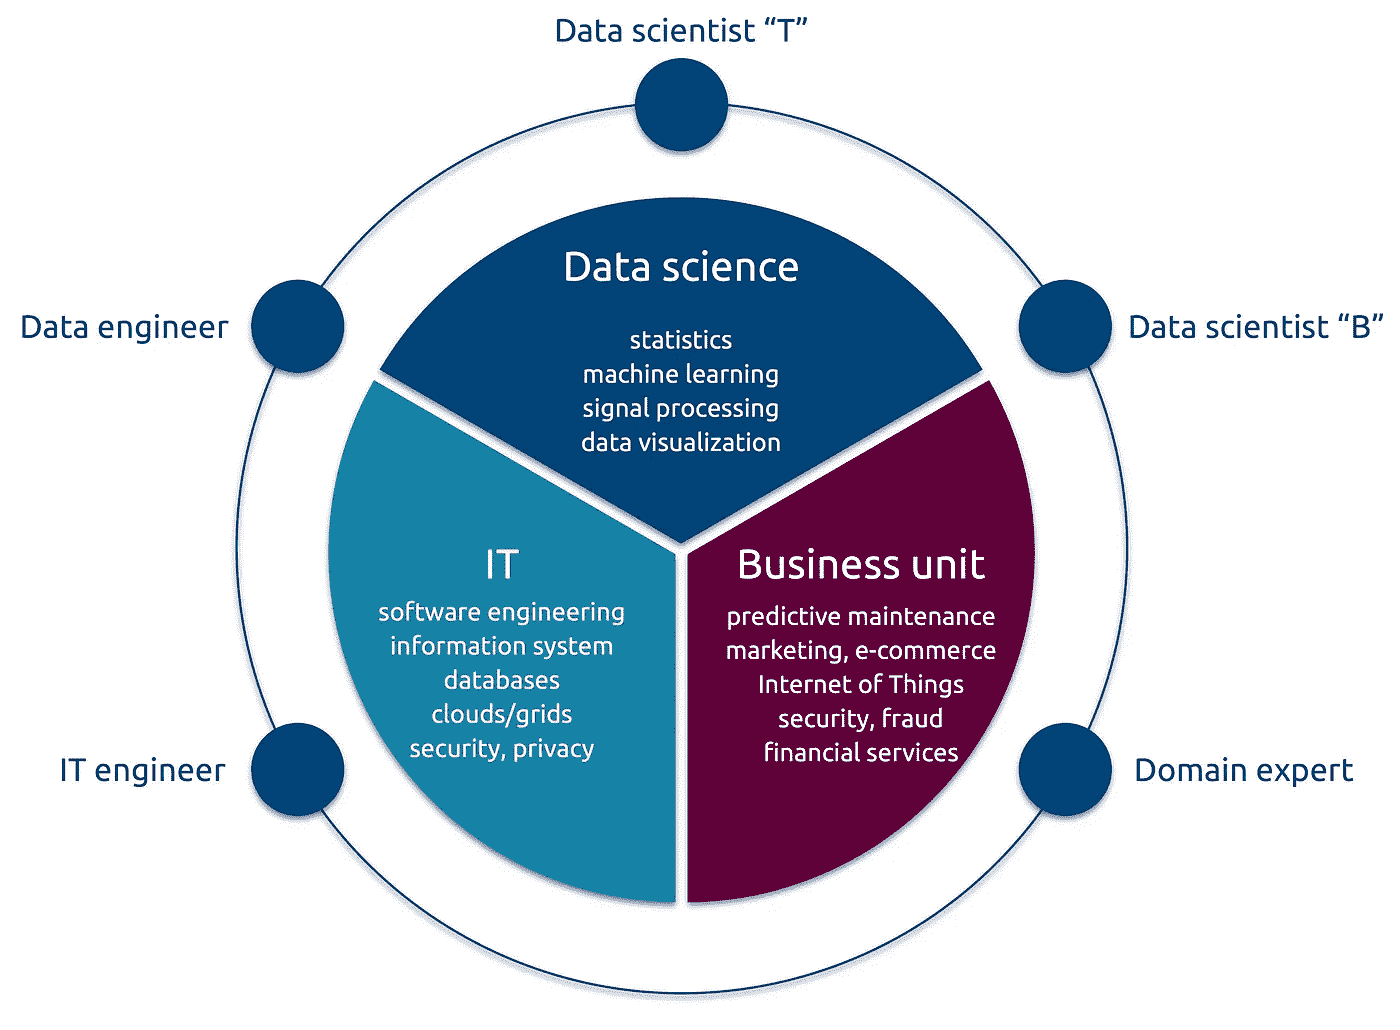 Data scientist “T”
Data engineer
Data scientist “B”
Data science
statistics
machine learning
signal processing
data visualization
IT
software engineering
information system
databases
clouds/grids
security, privacy
Business unit
predictive maintenance
marketing, e-commerce
Internet of Things
security, fraud
financial services
IT engineer
Domain expert